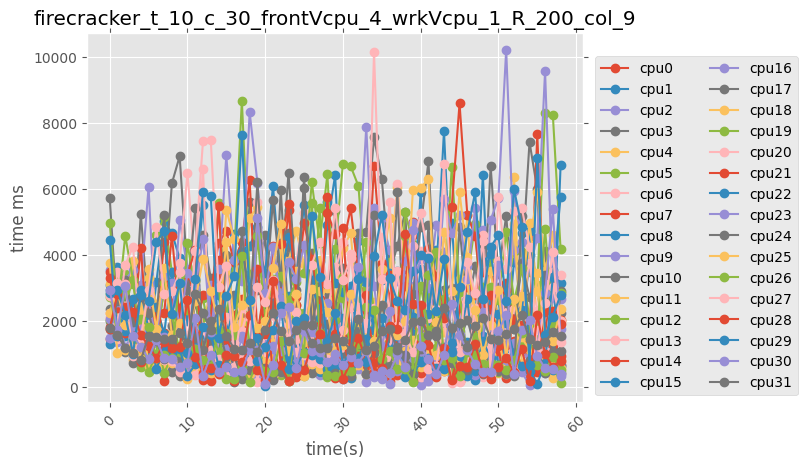 firecracker_t_10_c_30_frontVcpu_4_wrkVcpu_1_R_200_col_9
time ms
10000
8000
6000
4000
2000
0
0
10
20
30
40
50
60
time(s)
cpu0
cpu1
cpu2
cpu3
cpu4
cpu5
cpu6
cpu7
cpu8
cpu9
cpu10
cpu11
cpu12
cpu13
cpu14
cpu15
cpu16
cpu17
cpu18
cpu19
cpu20
cpu21
cpu22
cpu23
cpu24
cpu25
cpu26
cpu27
cpu28
cpu29
cpu30
cpu31